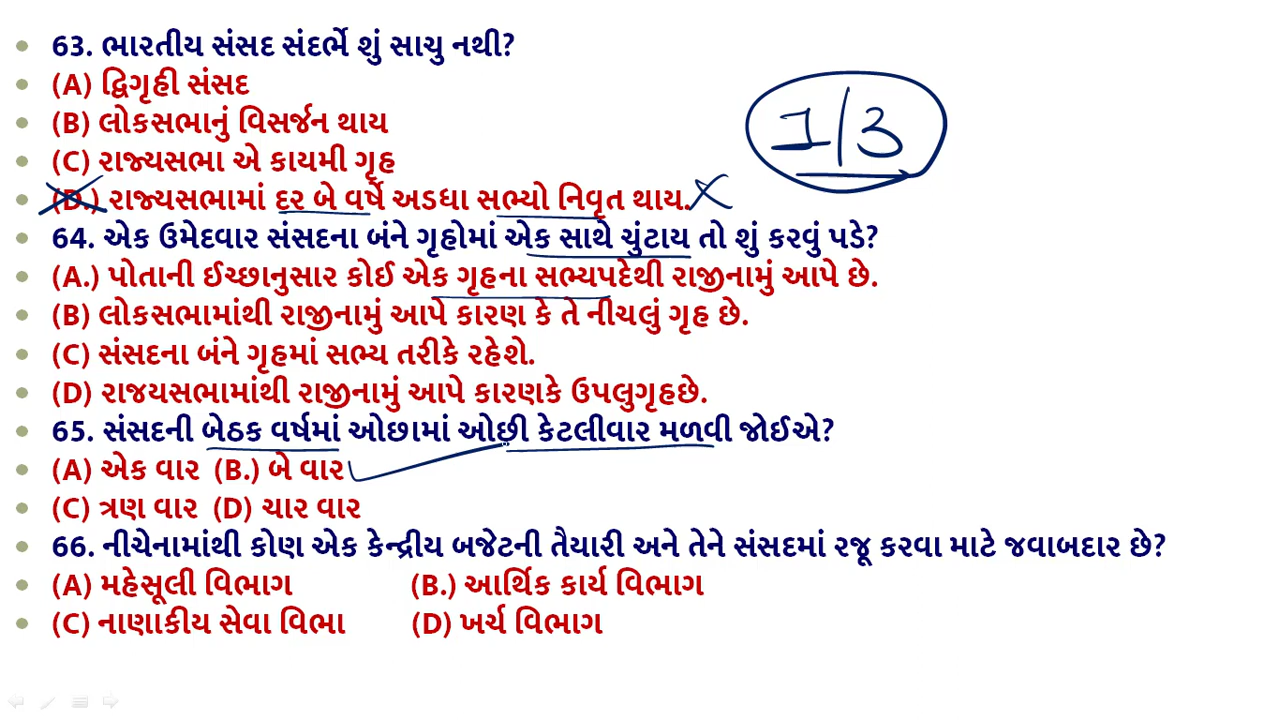 63. ભારતીય સંસદ સંદર્ભે શું સાચુ નથી?
(A) દ્વિગૃહી સંસદ
(B) લોકસભાનું વિસર્જન થાય
(C) રાજ્યસભા એ કાયમી ગૃહ
1/3
(D.) રાજ્યસભામાં દર બે વર્ષે અડધા સભ્યો નિવૃત થાય.
64. એક ઉમેદવાર સંસદના બંને ગૃહોમાં એક સાથે ચુંટાય તો શું કરવું પડે?
(A.) પોતાની ઈચ્છાનુસાર કોઈ એક ગૃહના સભ્યપદેથી રાજીનામું આપે છે.
(B) લોકસભામાંથી રાજીનામું આપે કારણ કે તે નીચલું ગૃહ છે.
(C) સંસદના બંને ગૃહમાં સભ્ય તરીકે રહેશે.
(D) રાજયસભામાંથી રાજીનામું આપે કારણકે ઉપલુગૃહછે.
65. સંસદની બેઠક વર્ષમાં ઓછામાં ઓછી કેટલીવાર મળવી જોઈએ?
(A) એક વાર (B.) બે વાર
(C) ત્રણ વાર (D) ચાર વાર
66. નીચેનામાંથી કોણ એક કેન્દ્રીય બજેટની તૈયારી અને તેને સંસદમાં રજૂ કરવા માટે જવાબદાર છે?
(A) મહેસૂલી વિભાગ (B.) આર્થિક કાર્ય વિભાગ
(C) નાણાકીય સેવા વિભા (D) ખર્ચ વિભાગ